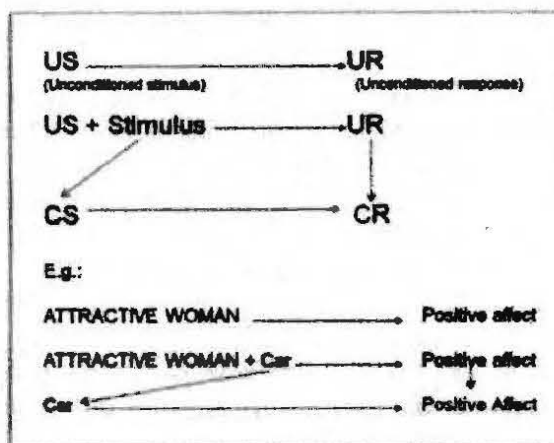 US UR
(Unconditioned stimulus) (Unconditioned response)
US + Stimulus UR
CS CR
E.g.:
ATTRACTIVE WOMAN Positive affect
ATTRACTIVE WOMAN + Car Positive affect
Car Positive Affect